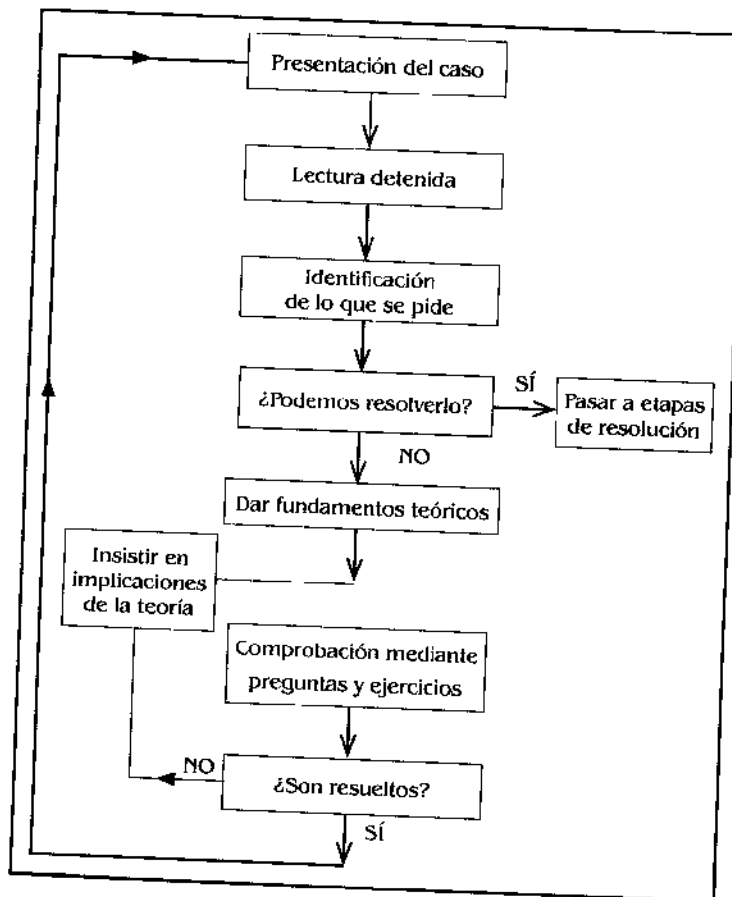 Presentación del caso
Lectura detenida
Identificación
de lo que se pide
¿Podemos resolverlo?
SÍ
Pasar a etapas
de resolución
NO
Dar fundamentos teóricos
Insistir en
implicaciones
de la teoría
Comprobación mediante
preguntas y ejercicios
NO
¿Son resueltos?
SÍ